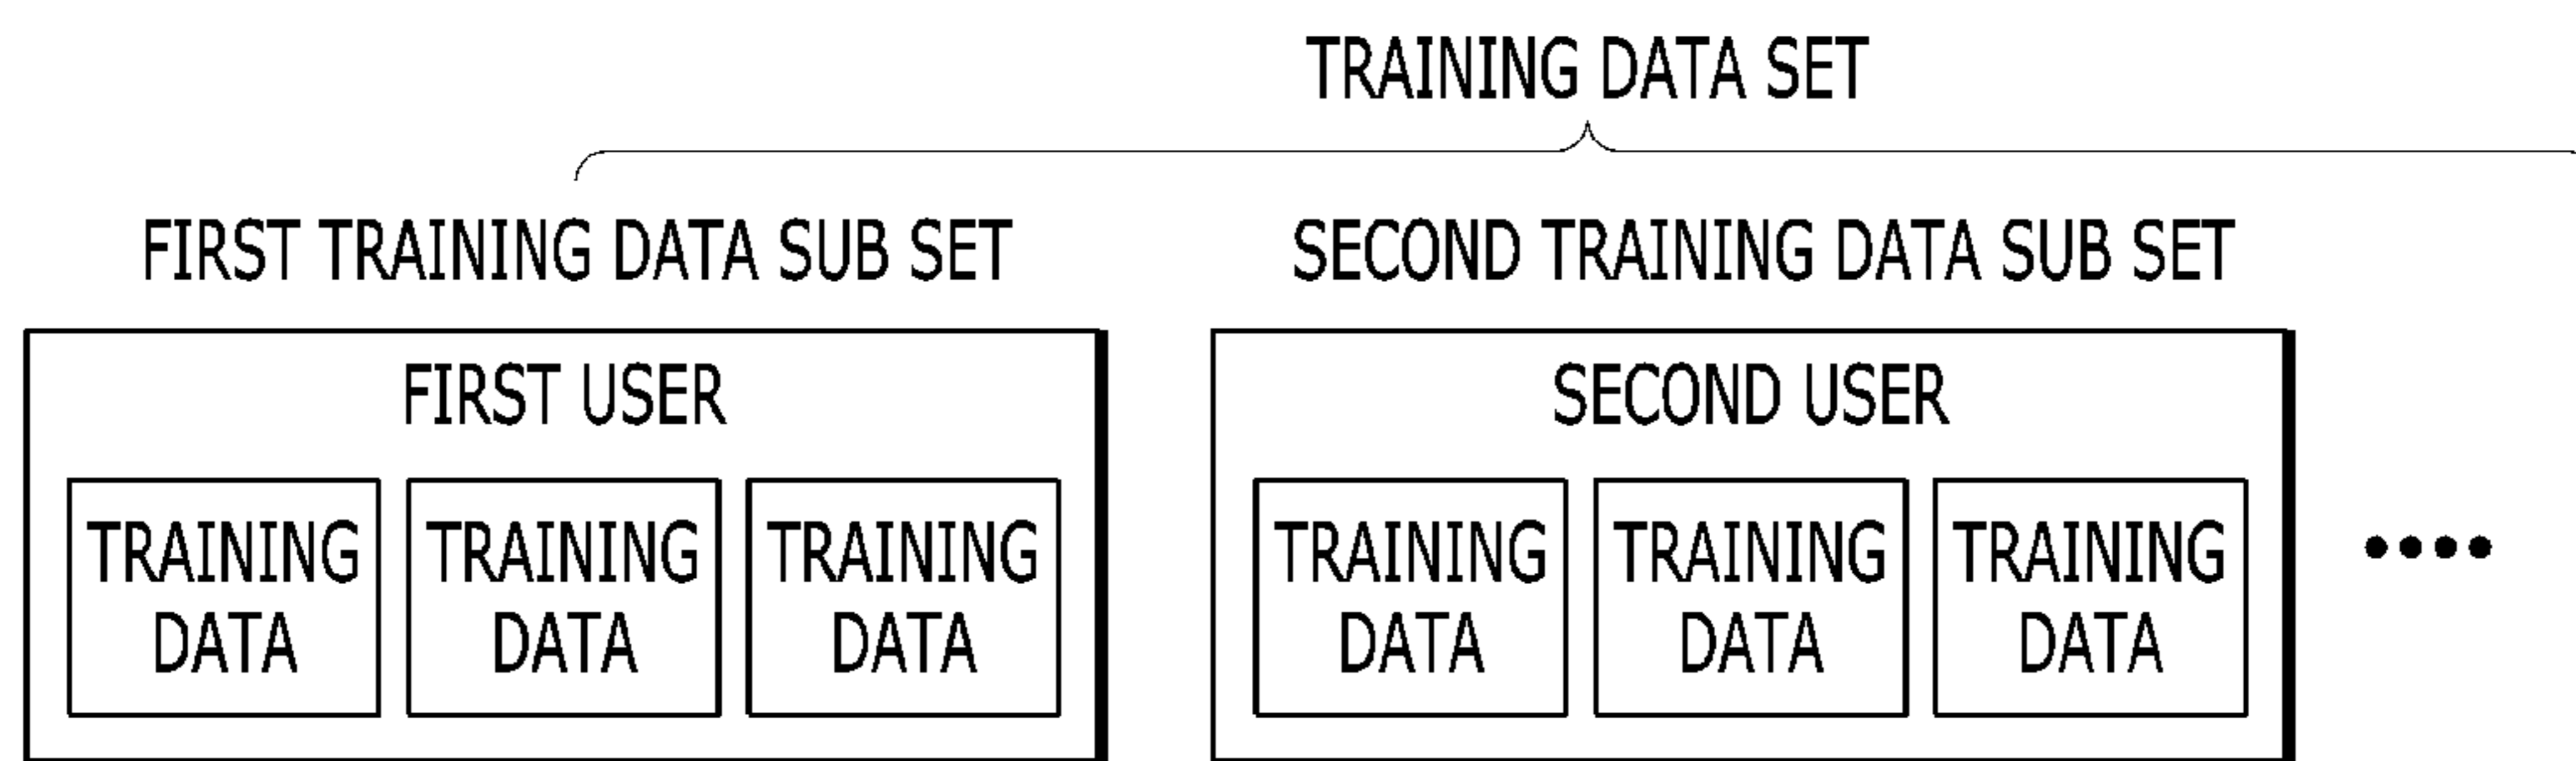 TRAINING DATA SET
FIRST TRAINING DATA SUB SET
SECOND TRAINING DATA SUB SET
FIRST USER
TRAINING
DATA
TRAINING
DATA
TRAINING
DATA
SECOND USER
TRAINING
DATA
TRAINING
DATA
TRAINING
DATA